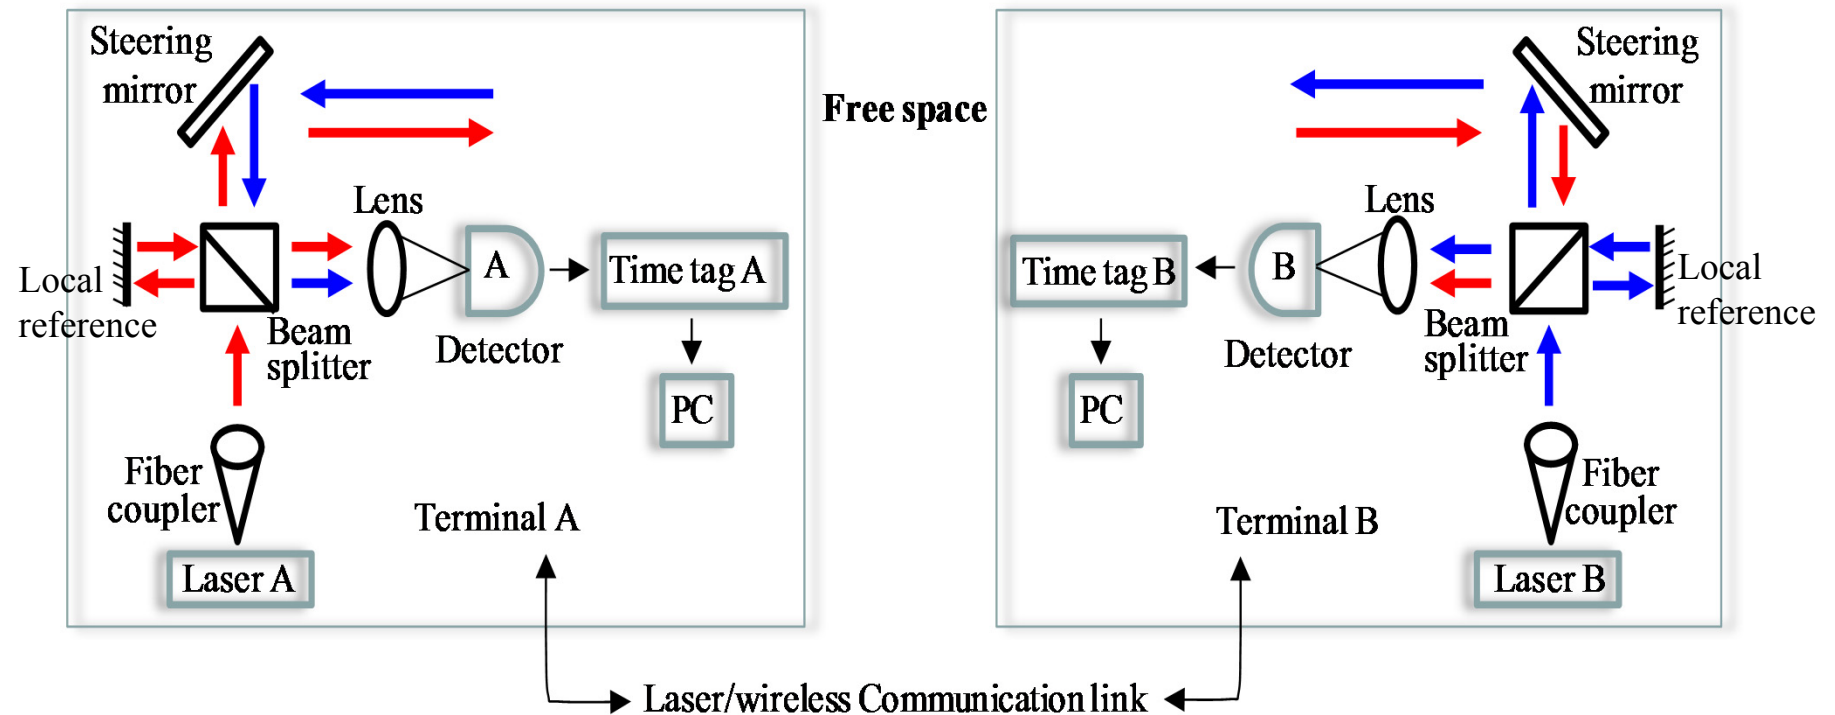 Steering
mirror
Free space
Steering
mirror
Lens
Lens
A
Time tag A
Time tag B
B
Local
reference
Local
reference
Beam
splitter
Detector
Detector
Beam
splitter
PC
PC
Fiber
coupler
Fiber
coupler
Terminal A
Terminal B
Laser A
Laser B
Laser/wireless Communication link